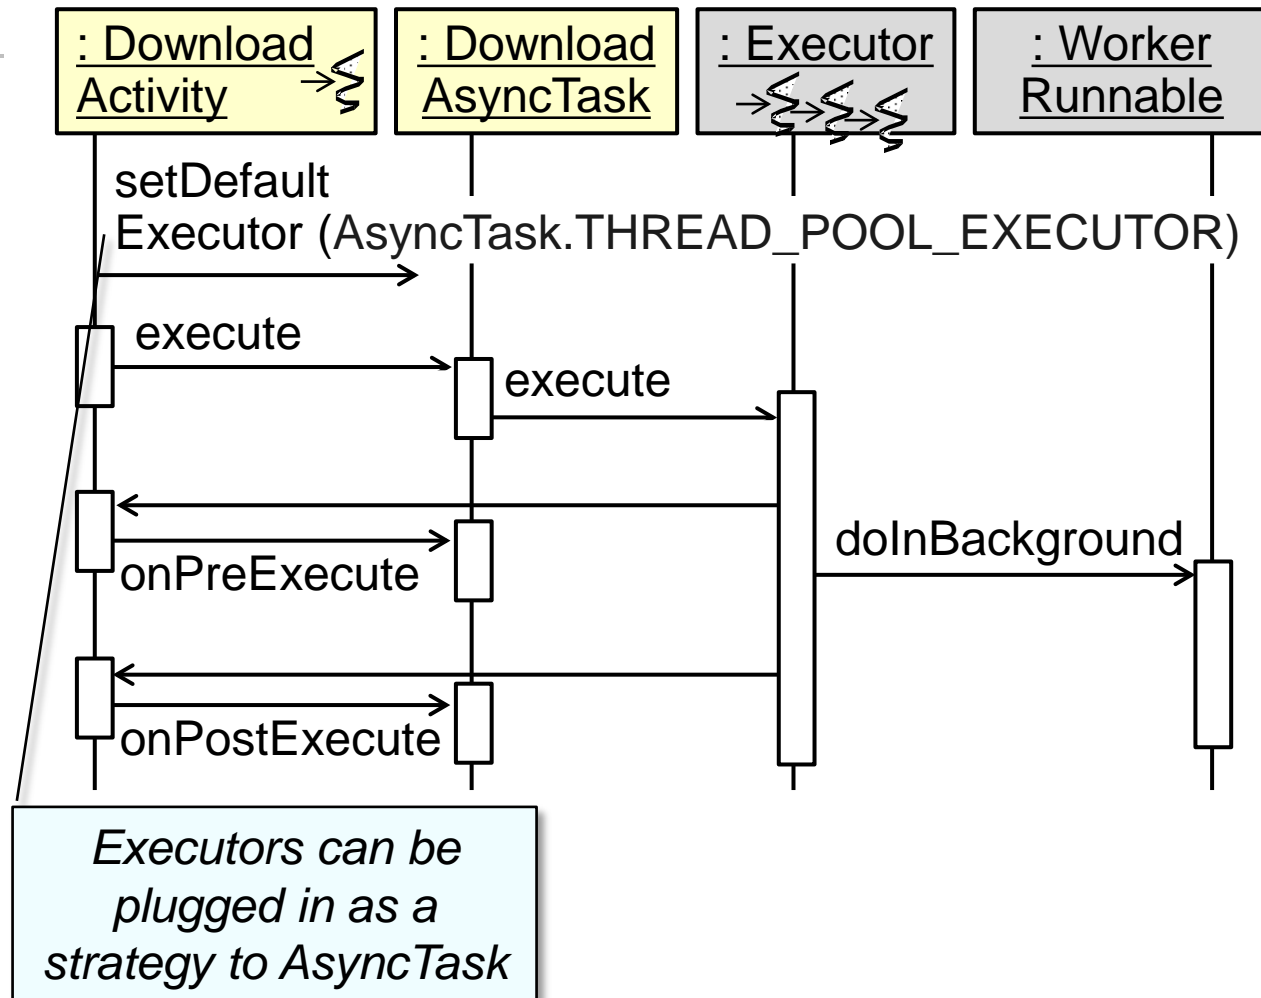 : Download
Activity
: Download
AsyncTask
: Executor
: Worker
Runnable
setDefault
Executor (AsyncTask.THREAD_POOL_EXECUTOR)
execute
execute
onPreExecute
doInBackground
onPostExecute
Executors can be
plugged in as a
strategy to AsyncTask